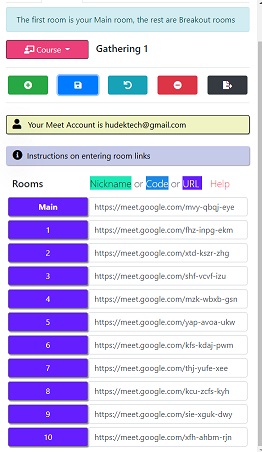 The first room is your Main room, the rest are Breakout rooms
Course Gathering 1
Your Meet Account is hudektech@gmail.com
Instructions on entering room links
Rooms Nickname or Code or URL Help
Main https://meet.google.com/mvy-qbqj-eye
1 https://meet.google.com/fhz-inpg-ekm
2 https://meet.google.com/xtd-kszr-zhg
3 https://meet.google.com/shf-vcvf-izu
4 https://meet.google.com/mzk-wbxb-gsn
5 https://meet.google.com/yap-avoa-ukw
6 https://meet.google.com/kfs-kdaj-pwm
7 https://meet.google.com/thj-yufe-xee
8 https://meet.google.com/kcu-zcfs-kyh
9 https://meet.google.com/sie-xguk-dwy
10 https://meet.google.com/xfh-ahbm-rjn